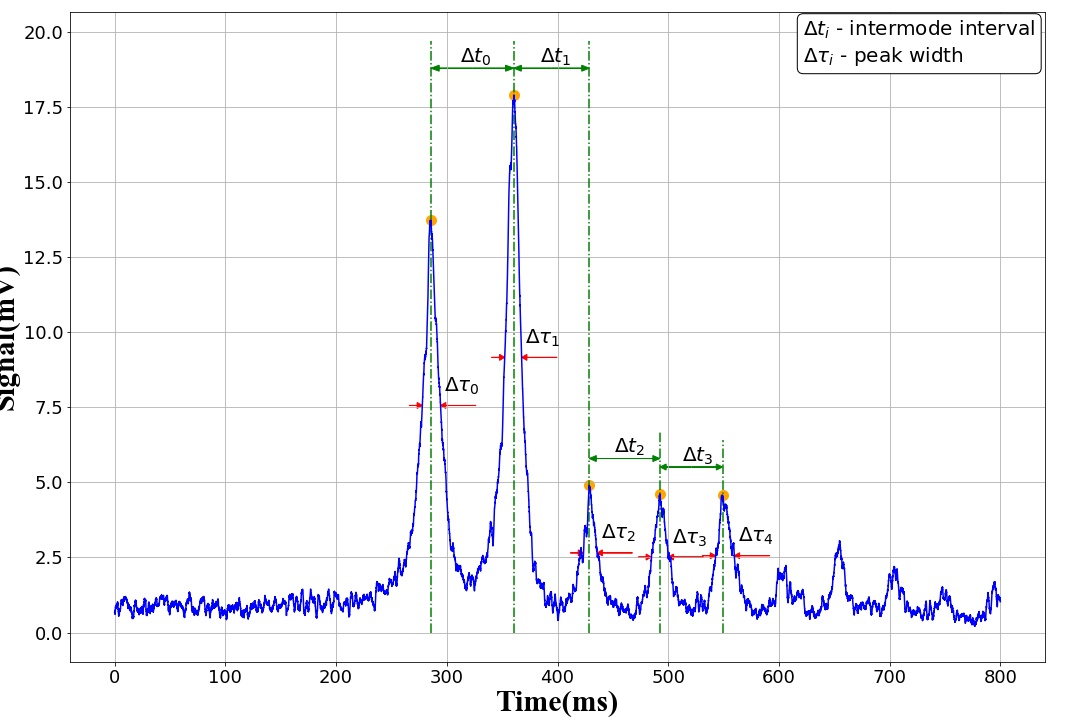 Δt_i - intermode interval
Δτ_i - peak width
Δt_0
Δt_1
Δτ_1
Δτ_0
Δt_2
Δt_3
Δτ_2
Δτ_3
Δτ_4
20.0
17.5
15.0
12.5
10.0
7.5
5.0
2.5
0.0
Signal(mV)
0 100 200 300 400 500 600 700 800
Time(ms)